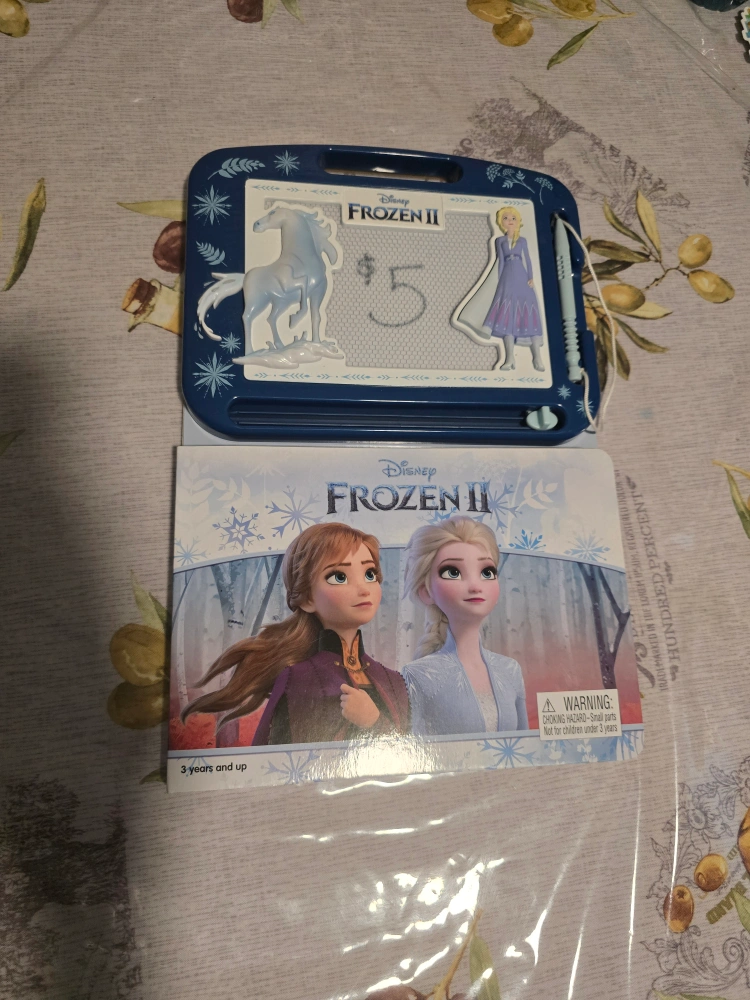 Disney
FROZEN II
$5
Disney
FROZEN II
WARNING:
CHOKING HAZARD-Small parts
Not for children under 3 years
3 years and up
HUNDRED PERCENT